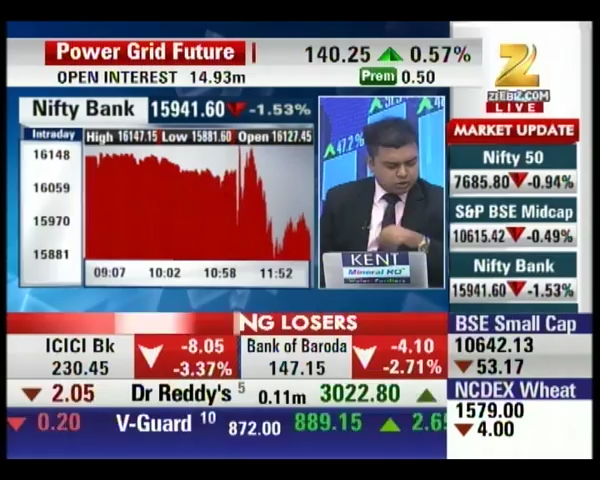 Power Grid Future 140.25 0.57%
OPEN INTEREST 14.93m Prem 0.50
ZEEBIZ.COM
LIVE
Nifty Bank 15941.60 -1.53%
Intraday High 16147.15 Low 15881.60 Open 16127.45
16148
16059
15970
15881
09:07 10:02 10:58 11:52
47.2%
KENT
Mineral RO
Water Purifiers
MARKET UPDATE
Nifty 50
7685.80 -0.94%
S&P BSE Midcap
10615.42 -0.49%
Nifty Bank
15941.60 -1.53%
NG LOSERS
ICICI Bk -8.05
230.45 -3.37%
Bank of Baroda -4.10
147.15 -2.71%
BSE Small Cap
10642.13
53.17
NCDEX Wheat
1579.00
4.00
2.05 Dr Reddy's 5 0.11m 3022.80
0.20 V-Guard 10 872.00 889.15